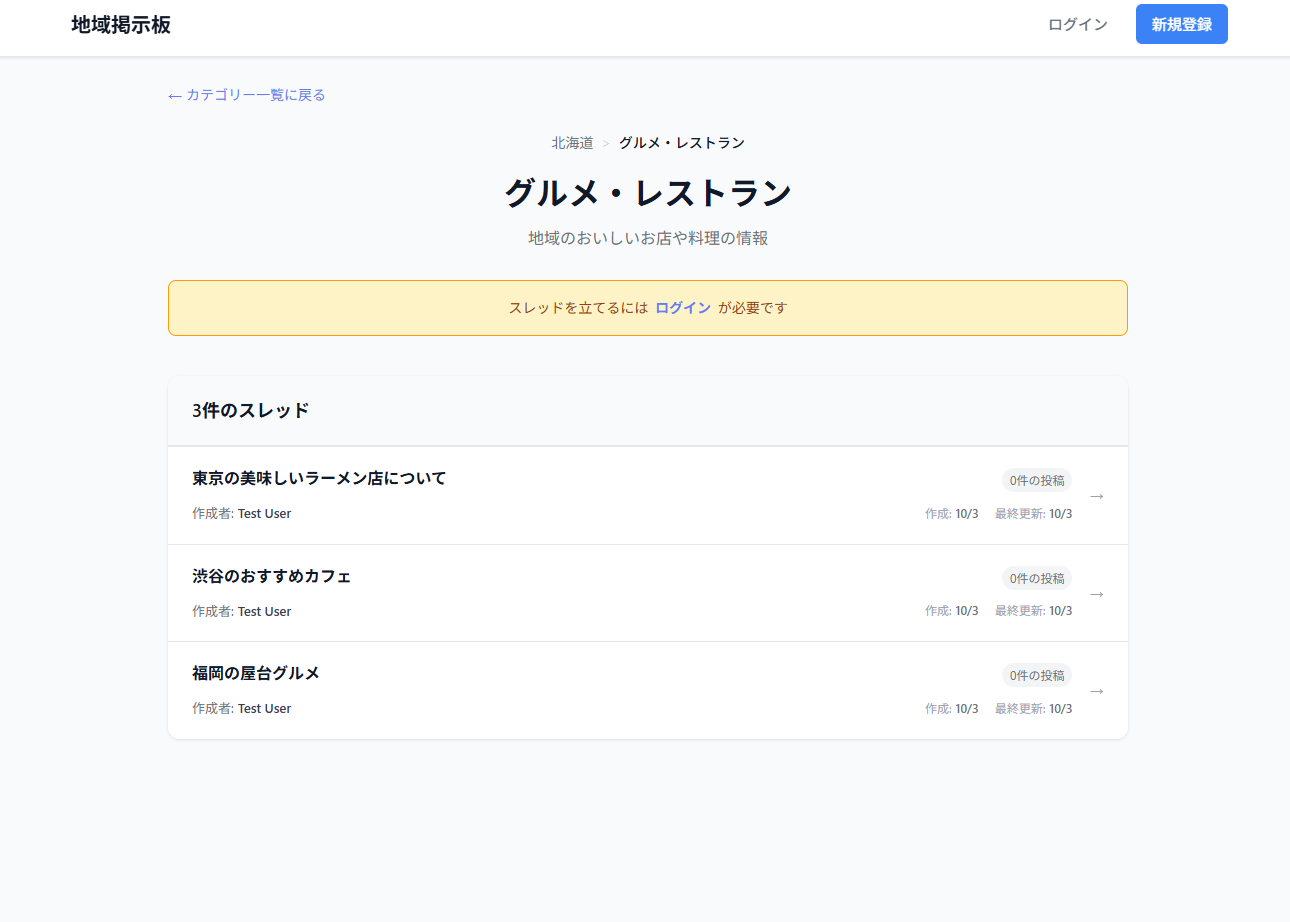 地域掲示板
ログイン
新規登録
← カテゴリー一覧に戻る
北海道 > グルメ・レストラン
グルメ・レストラン
地域のおいしいお店や料理の情報
スレッドを立てるには ログイン が必要です
3件のスレッド
東京の美味しいラーメン店について
0件の投稿
→
作成者: Test User
作成: 10/3 最終更新: 10/3
渋谷のおすすめカフェ
0件の投稿
→
作成者: Test User
作成: 10/3 最終更新: 10/3
福岡の屋台グルメ
0件の投稿
→
作成者: Test User
作成: 10/3 最終更新: 10/3